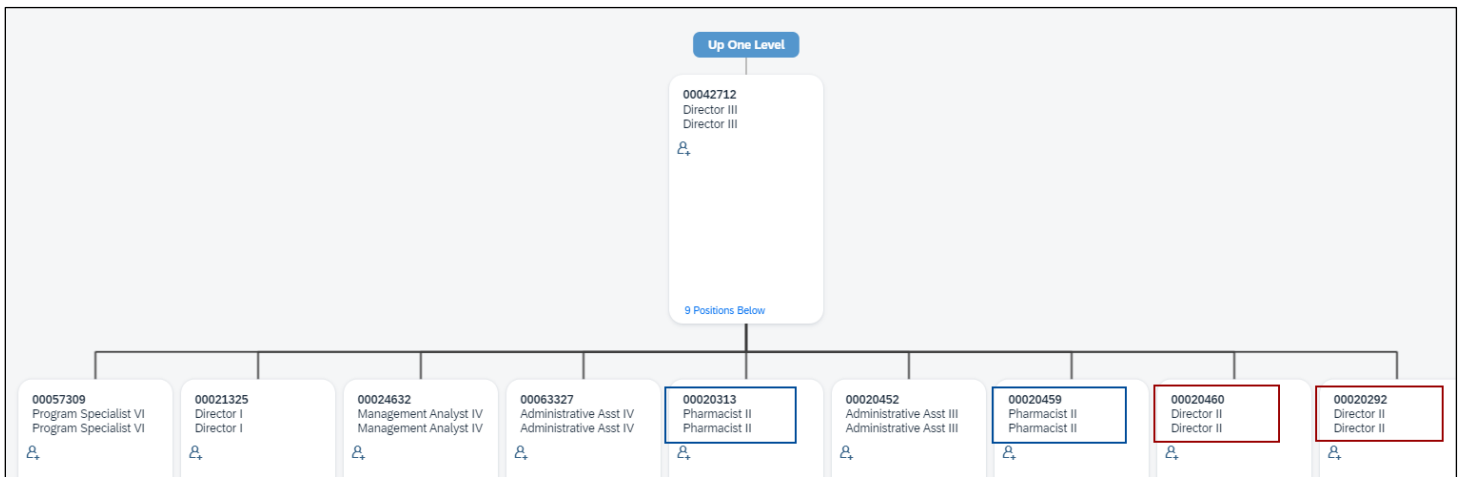 Up One Level
00042712
Director III
Director III
9 Positions Below
00057309
Program Specialist VI
Program Specialist VI
00021325
Director I
Director I
00024632
Management Analyst IV
Management Analyst IV
00063327
Administrative Asst IV
Administrative Asst IV
00020313
Pharmacist II
Pharmacist II
00020452
Administrative Asst III
Administrative Asst III
00020459
Pharmacist II
Pharmacist II
00020460
Director II
Director II
00020292
Director II
Director II